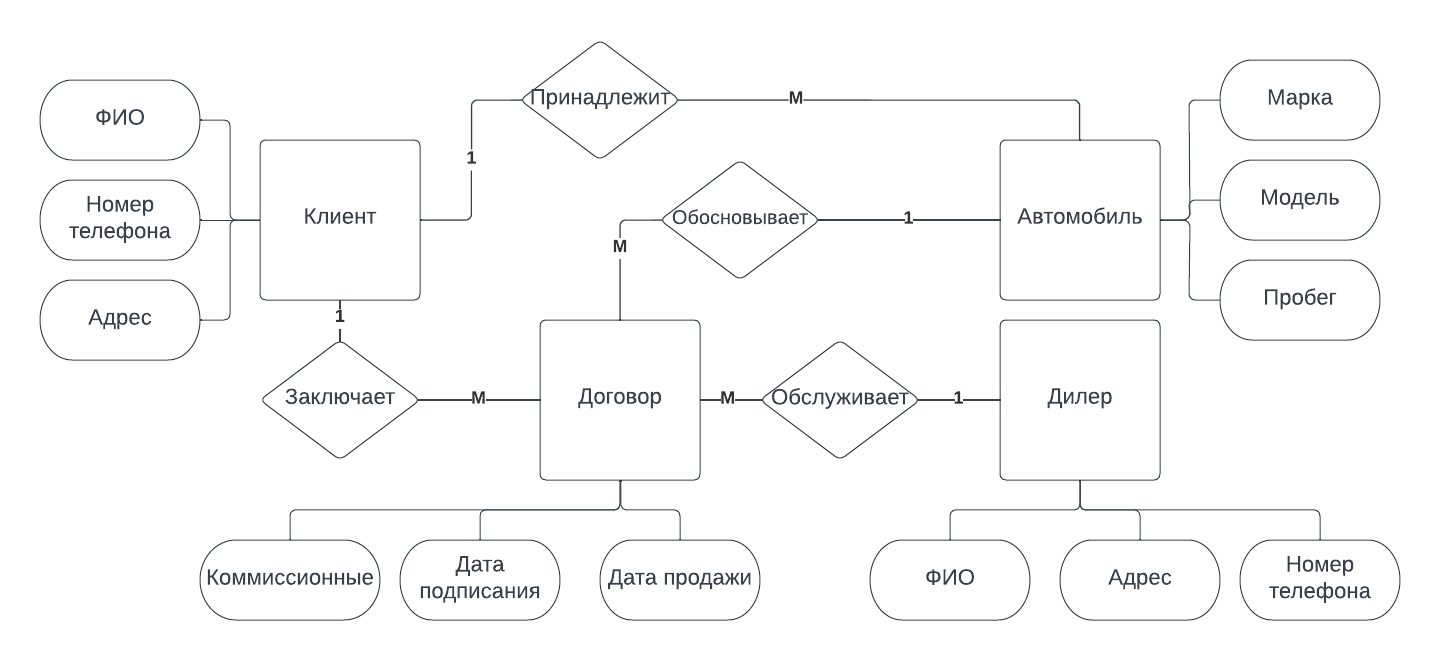 Принадлежит
М
Марка
ФИО
1
Номер
телефона
Клиент
Обосновывает
1
Автомобиль
Модель
М
Адрес
1
Пробег
Заключает
М
Договор
М
Обслуживает
1
Дилер
Коммиссионные
Дата
подписания
Дата продажи
ФИО
Адрес
Номер
телефона